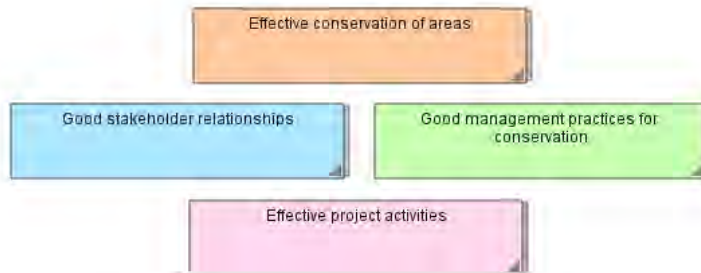 Effective conservation of areas
Good stakeholder relationships
Good management practices for
conservation
Effective project activities